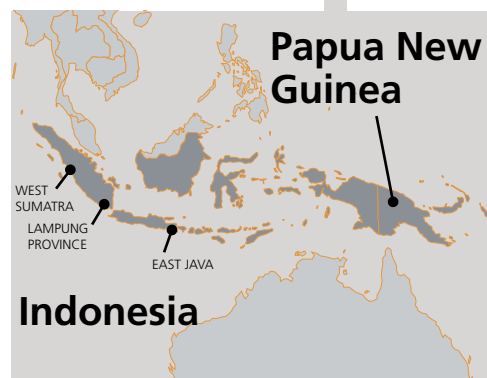 Papua New
Guinea
WEST
SUMATRA
LAMPUNG
PROVINCE
EAST JAVA
Indonesia